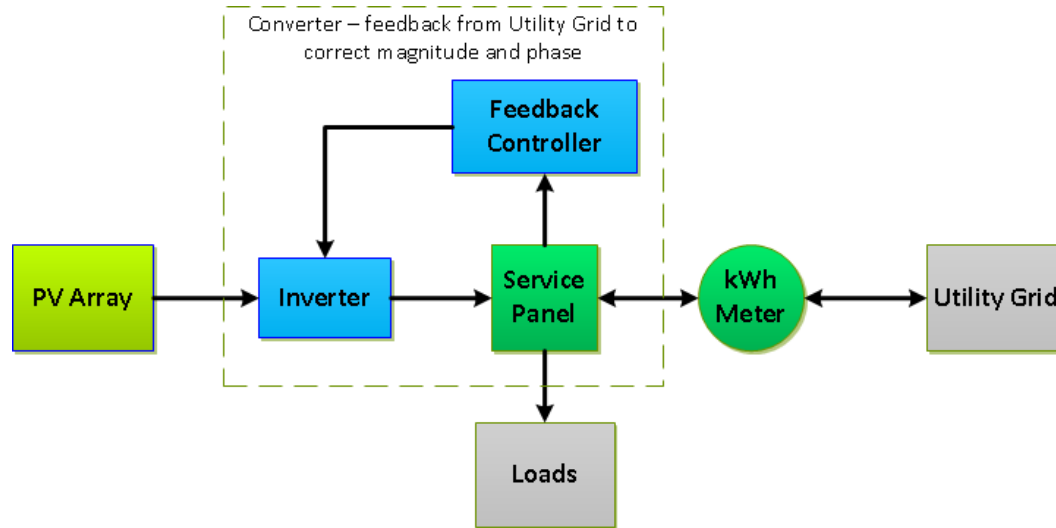 Converter – feedback from Utility Grid to
correct magnitude and phase
Feedback
Controller
PV Array
Inverter
Service
Panel
kWh
Meter
Utility Grid
Loads